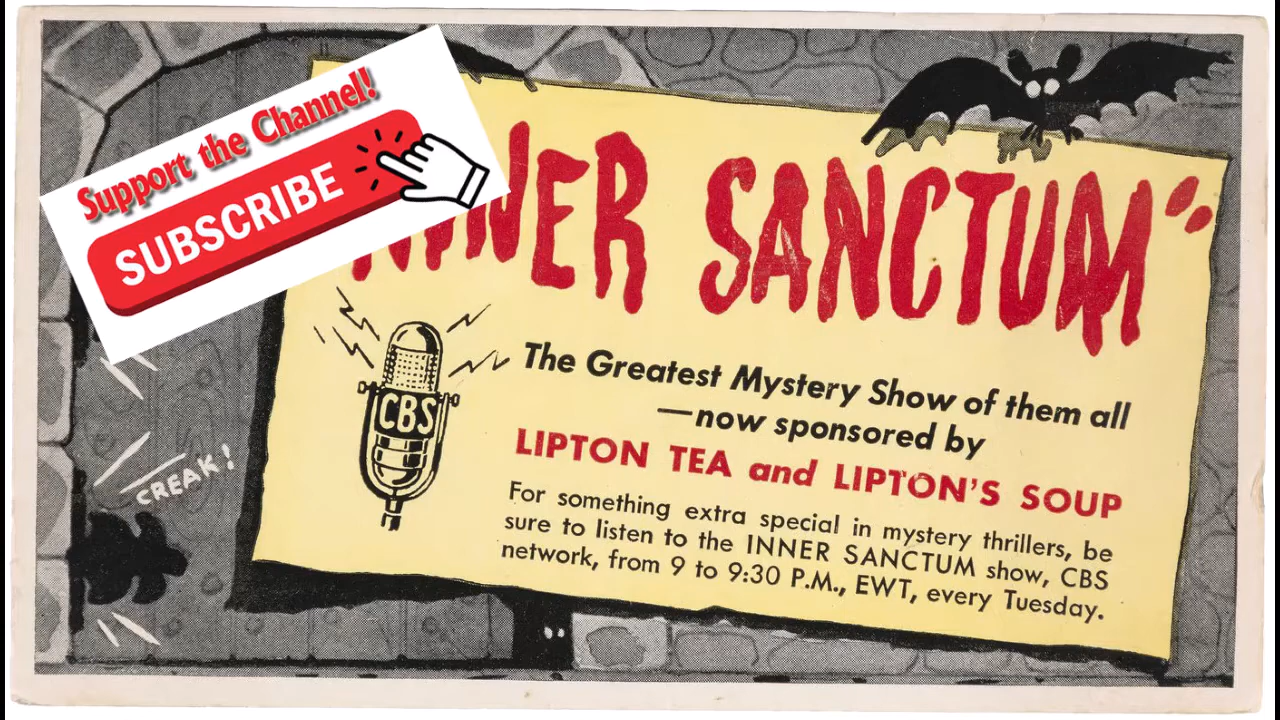 Support the Channel!
SUBSCRIBE
INNER SANCTUM"
The Greatest Mystery Show of them all
—now sponsored by
LIPTON TEA and LIPTON'S SOUP
CBS
For something extra special in mystery thrillers, be
sure to listen to the INNER SANCTUM show, CBS
network, from 9 to 9:30 P.M., EWT, every Tuesday.
CREAK!